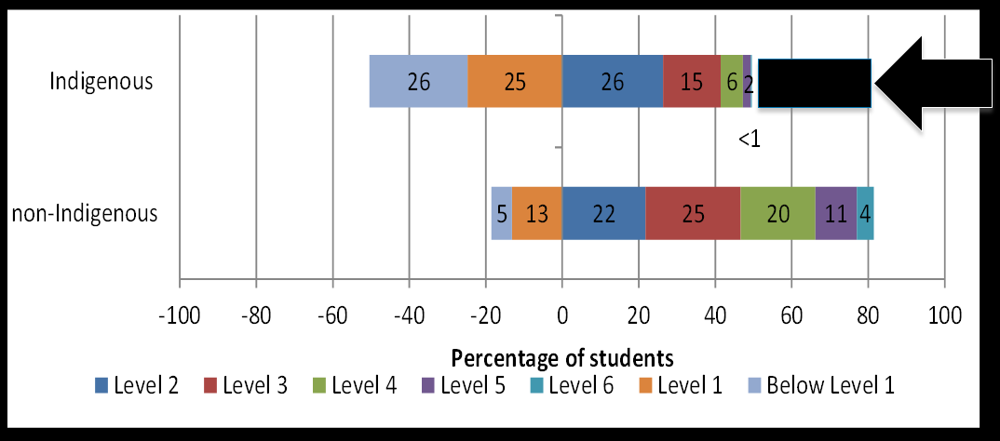 Indigenous 26 25 26 15 6 2
<1
non-Indigenous 5 13 22 25 20 11 4
-100 -80 -60 -40 -20 0 20 40 60 80 100
Percentage of students
Level 2 Level 3 Level 4 Level 5 Level 6 Level 1 Below Level 1